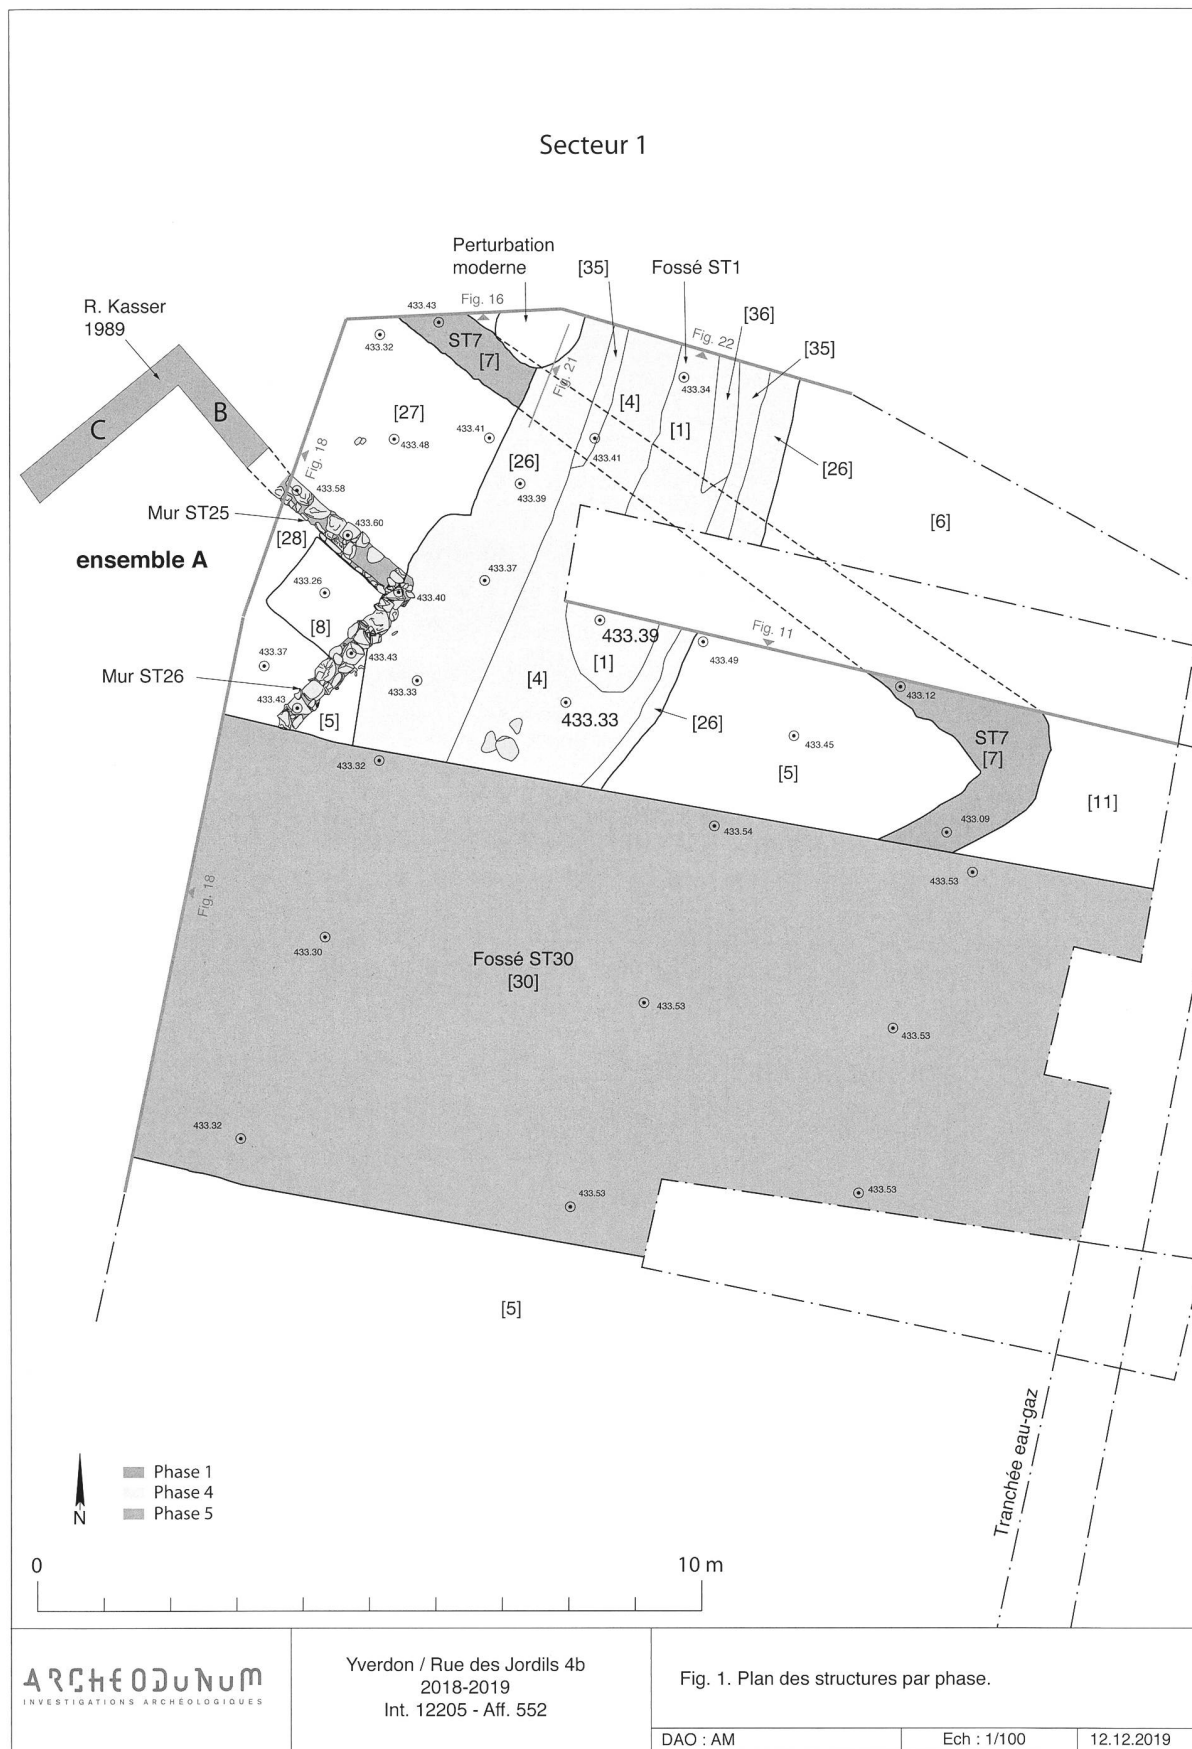 Secteur 1
Perturbation
moderne
[35]
Fossé ST1
R. Kasser
1989
433.43
Fig. 16
[36]
433.32
ST7
[7]
Fig. 22
[35]
Fig. 21
433.34
C
B
[27]
[4]
[1]
433.48
433.41
433.41
[26]
Fig. 18
[26]
433.39
433.58
Mur ST25
433.60
[6]
[28]
ensemble A
433.37
433.26
433.40
[8]
433.39
Fig. 11
433.43
433.49
[1]
433.37
Mur ST26
433.33
[4]
433.12
433.43
[5]
433.33
[26]
433.45
ST7
[7]
433.32
[5]
[11]
433.54
433.09
433.53
Fig. 18
433.30
Fossé ST30
[30]
433.53
433.53
433.32
433.53
433.53
[5]
Tranchée eau-gaz
Phase 1
Phase 4
Phase 5
N
0
10 m
ARCHEODUNUM
INVESTIGATIONS ARCHÉOLOGIQUES
Yverdon / Rue des Jordils 4b
2018-2019
Int. 12205 - Aff. 552
Fig. 1. Plan des structures par phase.
DAO : AM
Ech : 1/100
12.12.2019